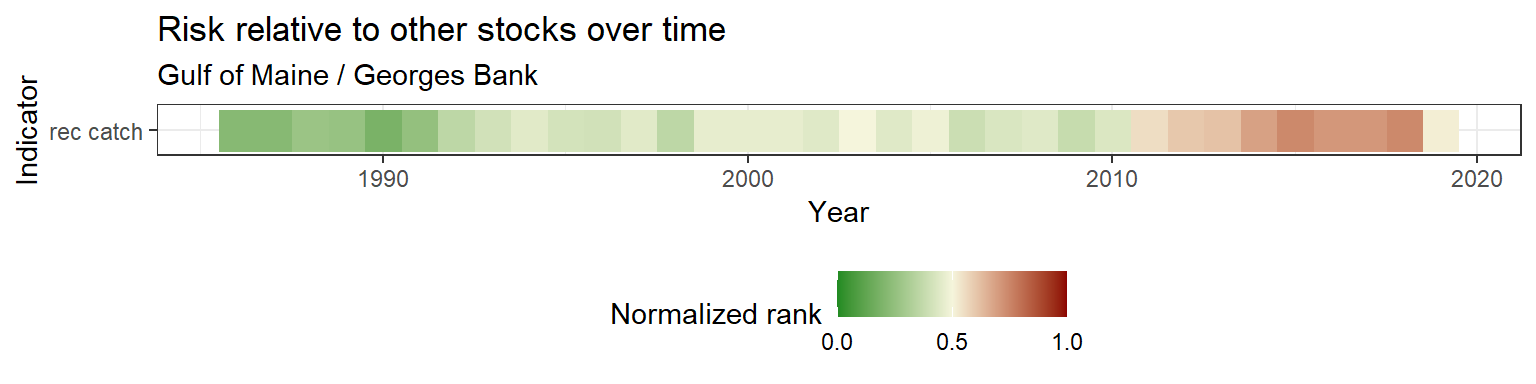 Risk relative to other stocks over time
Gulf of Maine / Georges Bank
Indicator
rec catch
1990 2000 2010 2020
Year
Normalized rank
0.0 0.5 1.0